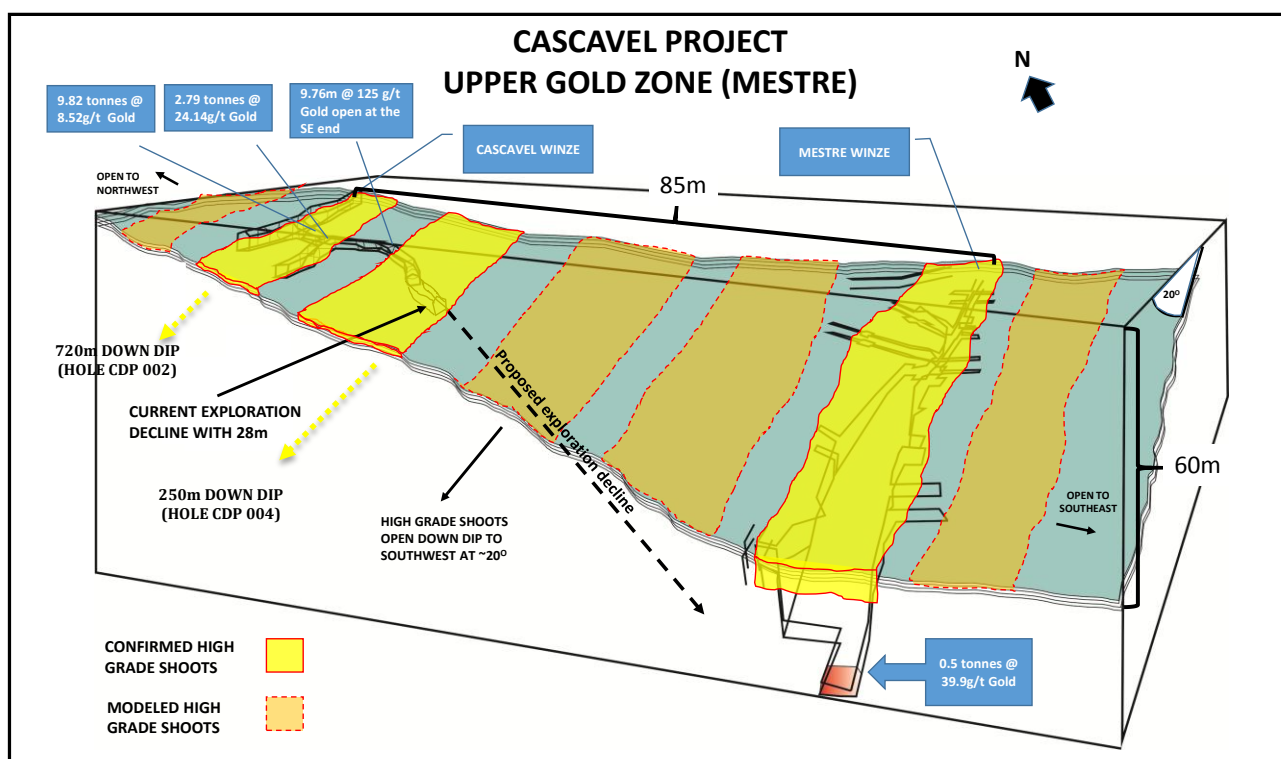 CASCAVEL PROJECT
UPPER GOLD ZONE (MESTRE)
N
9.82 tonnes @
8.52g/t Gold
2.79 tonnes @
24.14g/t Gold
9.76m @ 125 g/t
Gold open at the
SE end
CASCAVEL WINZE
MESTRE WINZE
OPEN TO
NORTHWEST
85m
20⁰
720m DOWN DIP
(HOLE CDP 002)
CURRENT EXPLORATION
DECLINE WITH 28m
Proposed exploration decline
60m
250m DOWN DIP
(HOLE CDP 004)
HIGH GRADE SHOOTS
OPEN DOWN DIP TO
SOUTHWEST AT ~20⁰
OPEN TO
SOUTHEAST
CONFIRMED HIGH
GRADE SHOOTS
0.5 tonnes @
39.9g/t Gold
MODELED HIGH
GRADE SHOOTS